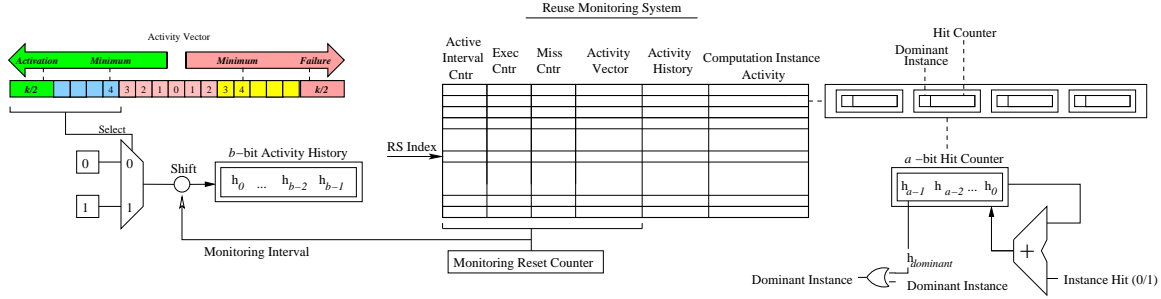 Reuse Monitoring System
Activity Vector
Activation Minimum Minimum Failure
k/2 4 3 2 1 0 1 2 3 4 k/2
Select
0 0
1 1
Shift
b-bit Activity History
h0 ... hb-2 hb-1
Monitoring Interval
Active Interval Cntr
Exec Cntr
Miss Cntr
Activity Vector
Activity History
Computation Instance Activity
RS Index
Monitoring Reset Counter
Hit Counter
Dominant Instance
a-bit Hit Counter
ha-1 ha-2 ... h0
+
hdominant
Dominant Instance
Dominant Instance
Instance Hit (0/1)